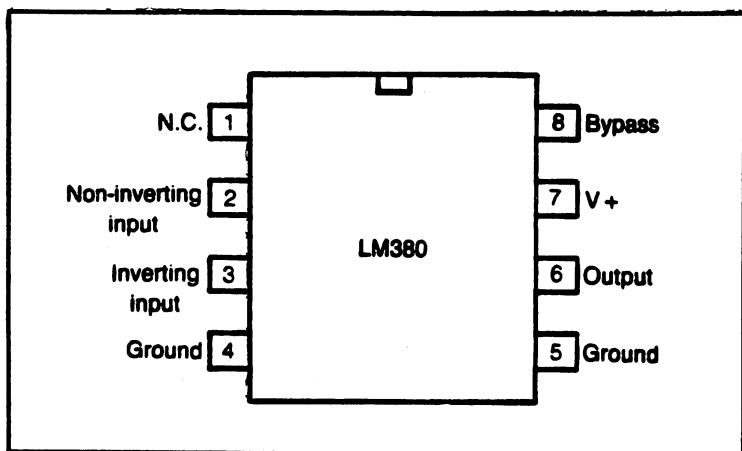 N.C. 1
8 Bypass
Non-inverting
input
2
7 V +
LM380
Inverting
input
3
6 Output
Ground 4
5 Ground